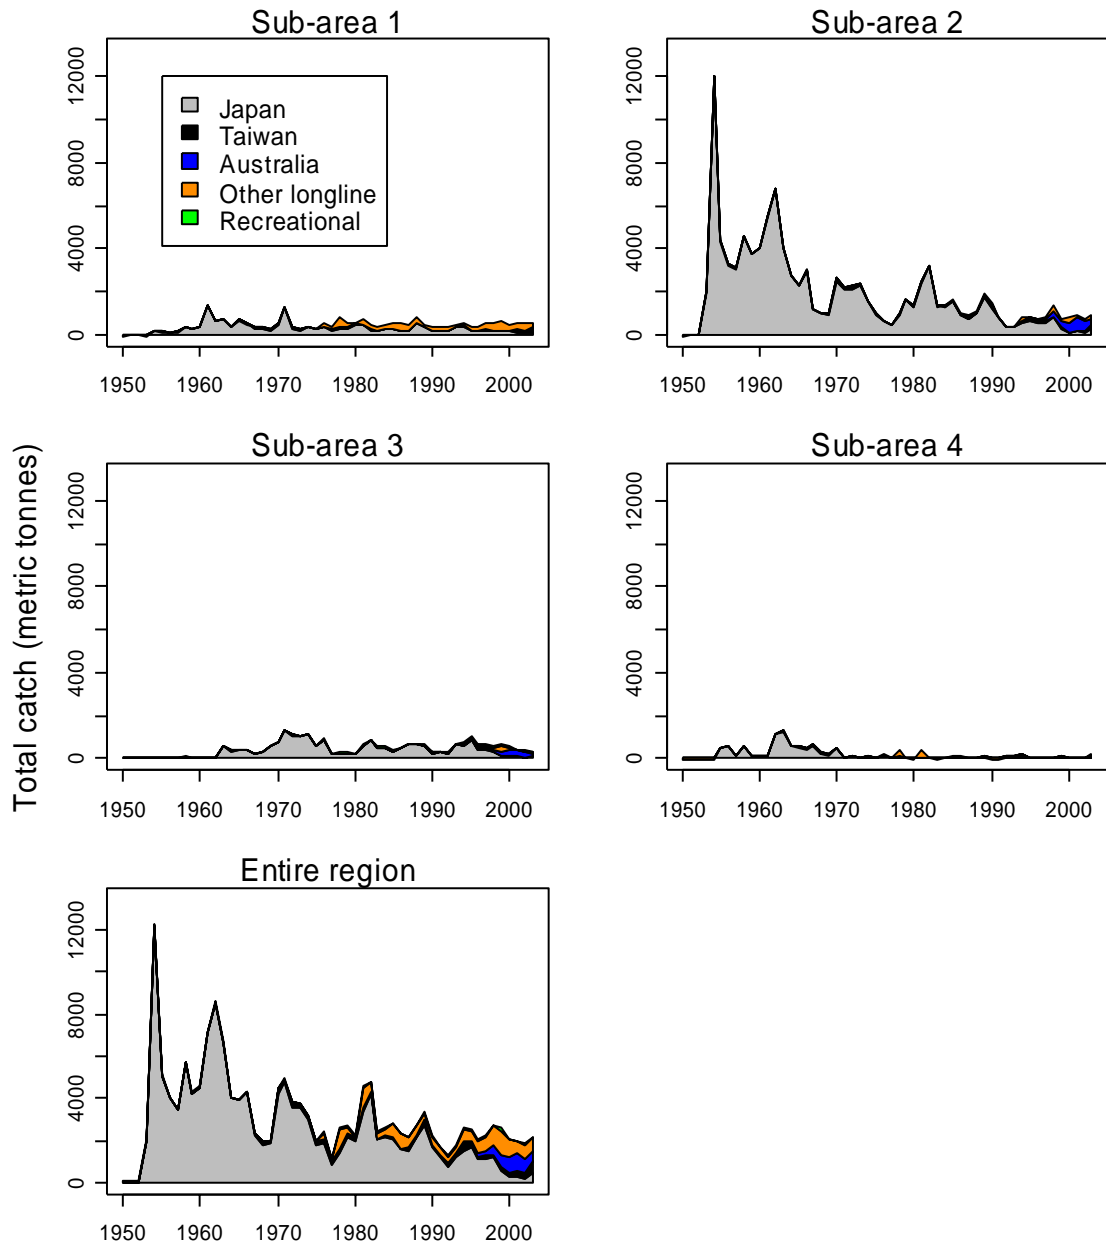 Sub-area 1
12000
8000
4000
0
Japan
Taiwan
Australia
Other longline
Recreational
1950 1960 1970 1980 1990 2000
Sub-area 2
12000
8000
4000
0
1950 1960 1970 1980 1990 2000
Total catch (metric tonnes)
Sub-area 3
12000
8000
4000
0
1950 1960 1970 1980 1990 2000
Sub-area 4
12000
8000
4000
0
1950 1960 1970 1980 1990 2000
Entire region
12000
8000
4000
0
1950 1960 1970 1980 1990 2000